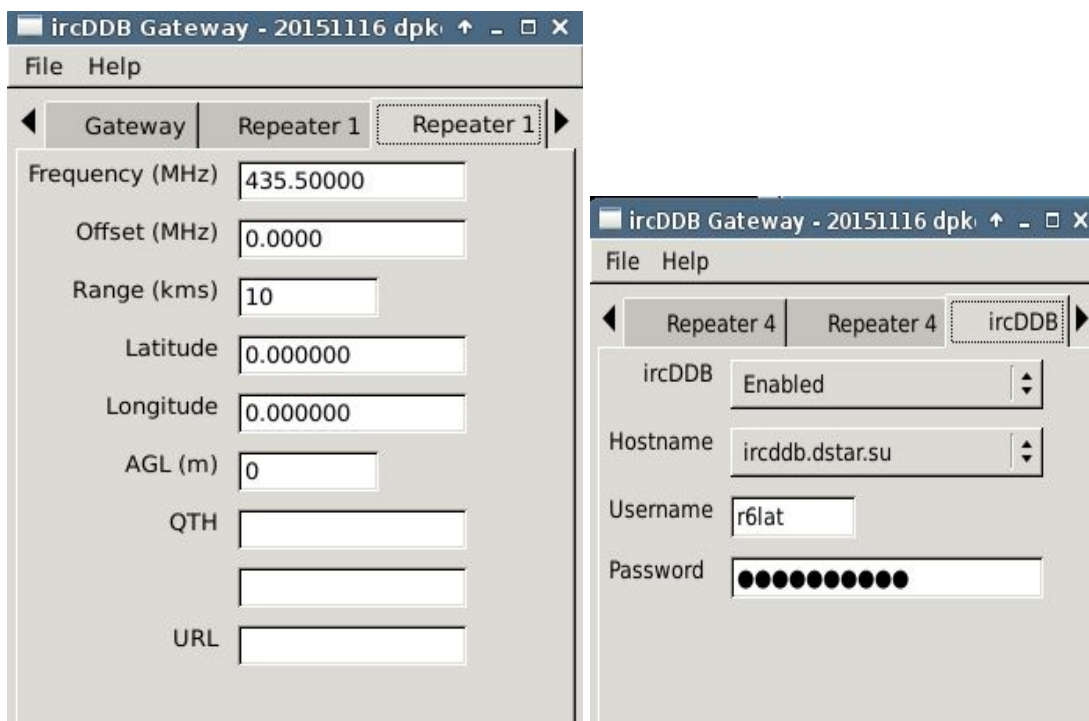 ircDDB Gateway - 20151116 dpk
File Help
Gateway Repeater 1 Repeater 1
Frequency (MHz) 435.50000
Offset (MHz) 0.0000
Range (kms) 10
Latitude 0.000000
Longitude 0.000000
AGL (m) 0
QTH
URL
ircDDB Gateway - 20151116 dpk
File Help
Repeater 4 Repeater 4 ircDDB
ircDDB Enabled
Hostname ircddb.dstar.su
Username r6lat
Password ●●●●●●●●●●